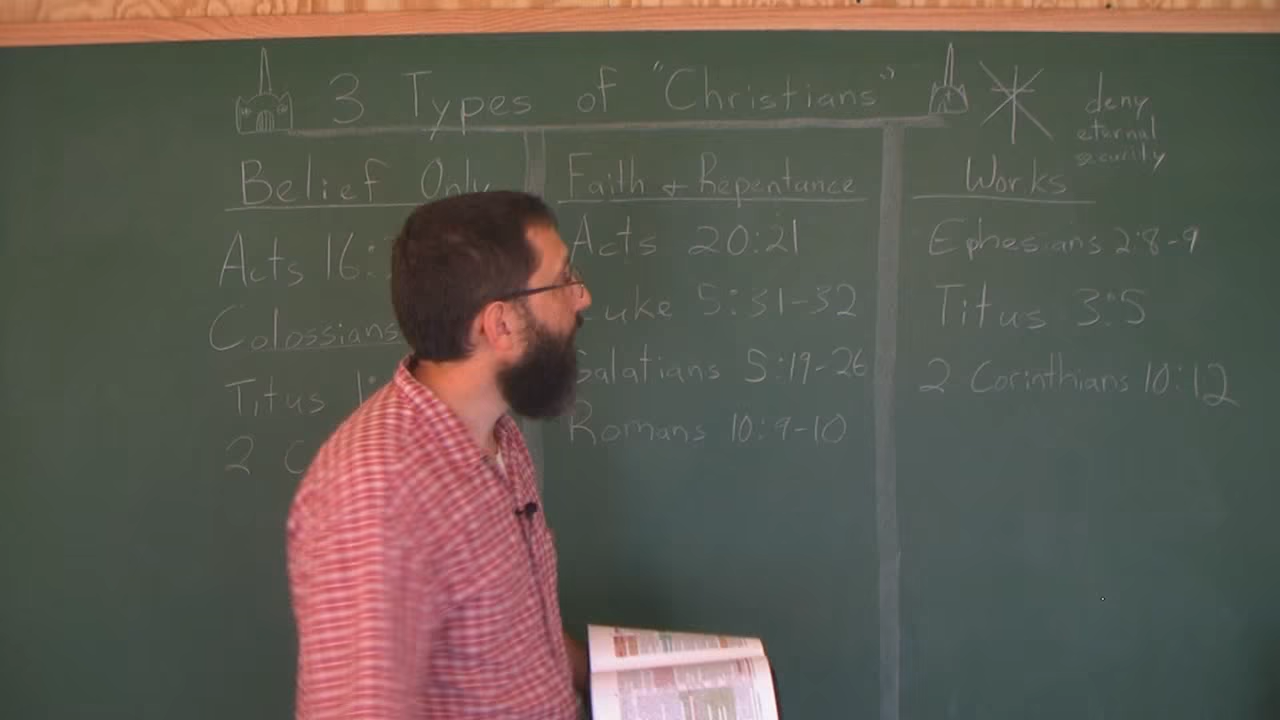 3 Types of "Christians"
deny
eternal
security
Belief Only
Acts 16:
Colossians
Titus 1:
2 C
Faith & Repentance
Acts 20:21
Luke 5:31-32
Galatians 5:19-26
Romans 10:9-10
Works
Ephesians 2:8-9
Titus 3:5
2 Corinthians 10:12